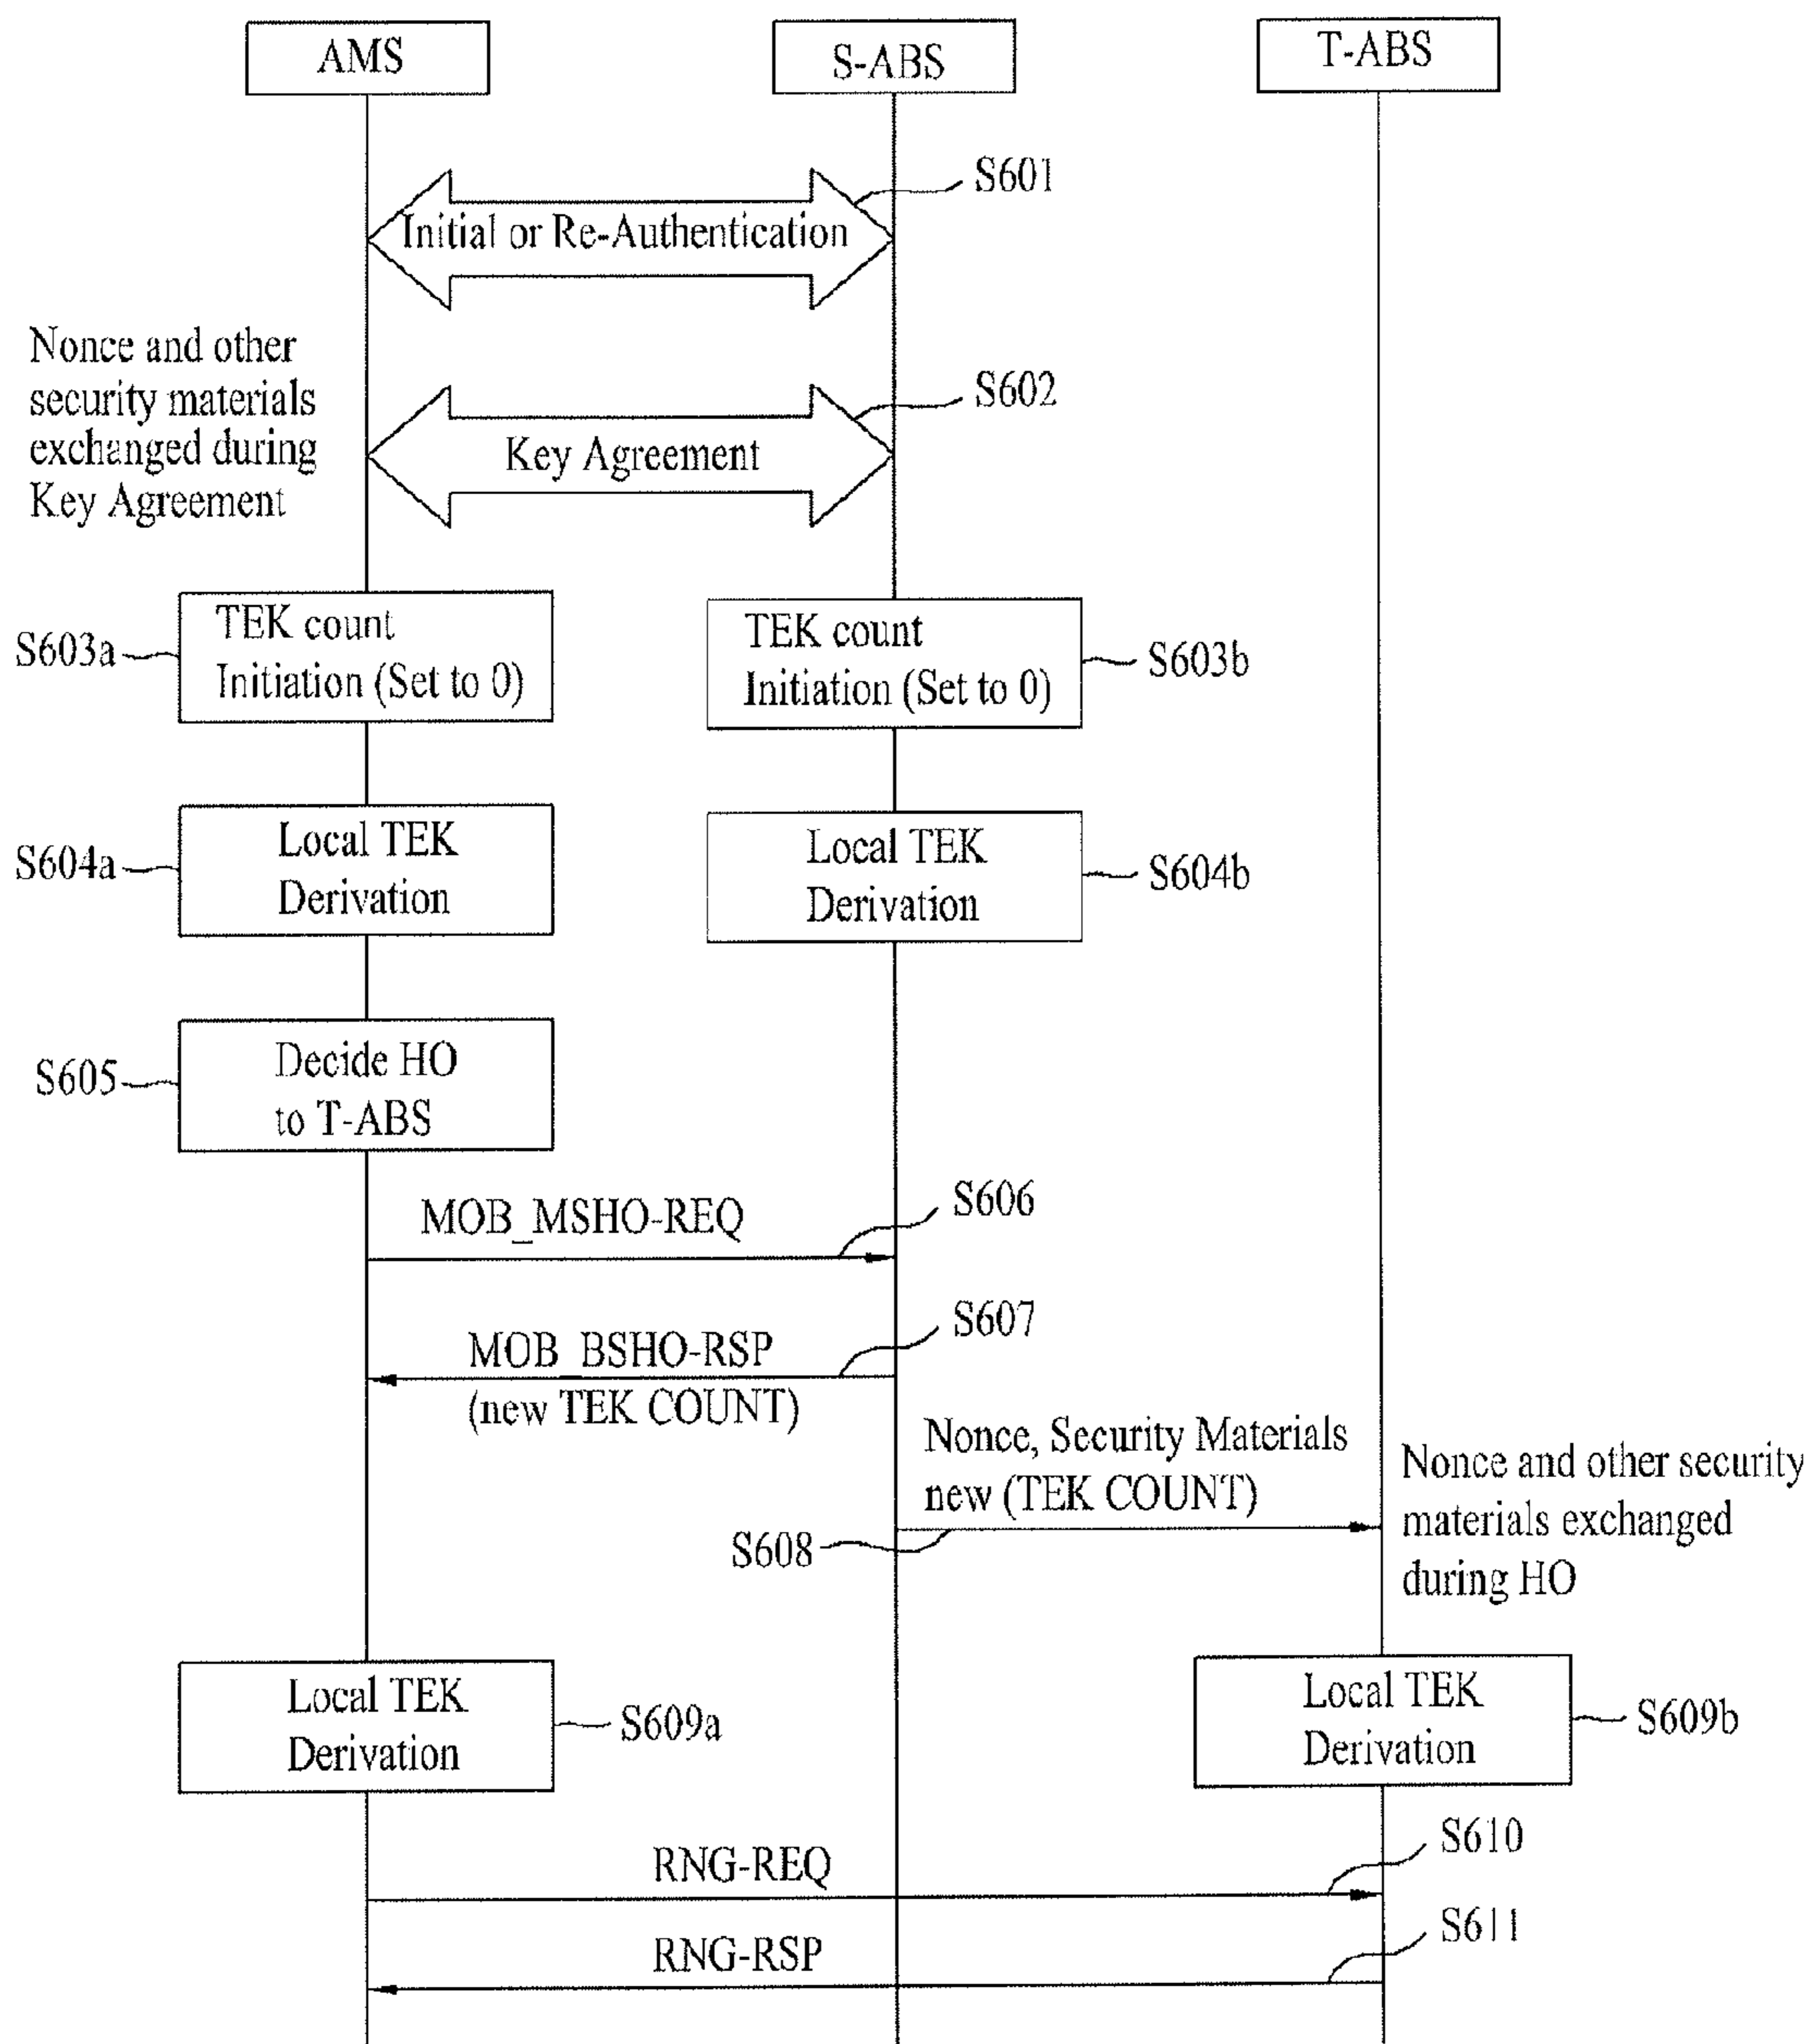 AMS
S-ABS
T-ABS
S601
Initial or Re-Authentication
Nonce and other
security materials
exchanged during
Key Agreement
S602
Key Agreement
S603a
TEK count
Initiation (Set to 0)
TEK count
Initiation (Set to 0)
S603b
S604a
Local TEK
Derivation
Local TEK
Derivation
S604b
S605
Decide HO
to T-ABS
MOB_MSHO-REQ
S606
S607
MOB_BSHO-RSP
(new TEK COUNT)
Nonce, Security Materials
new (TEK COUNT)
S608
Nonce and other security
materials exchanged
during HO
Local TEK
Derivation
S609a
Local TEK
Derivation
S609b
RNG-REQ
S610
RNG-RSP
S611